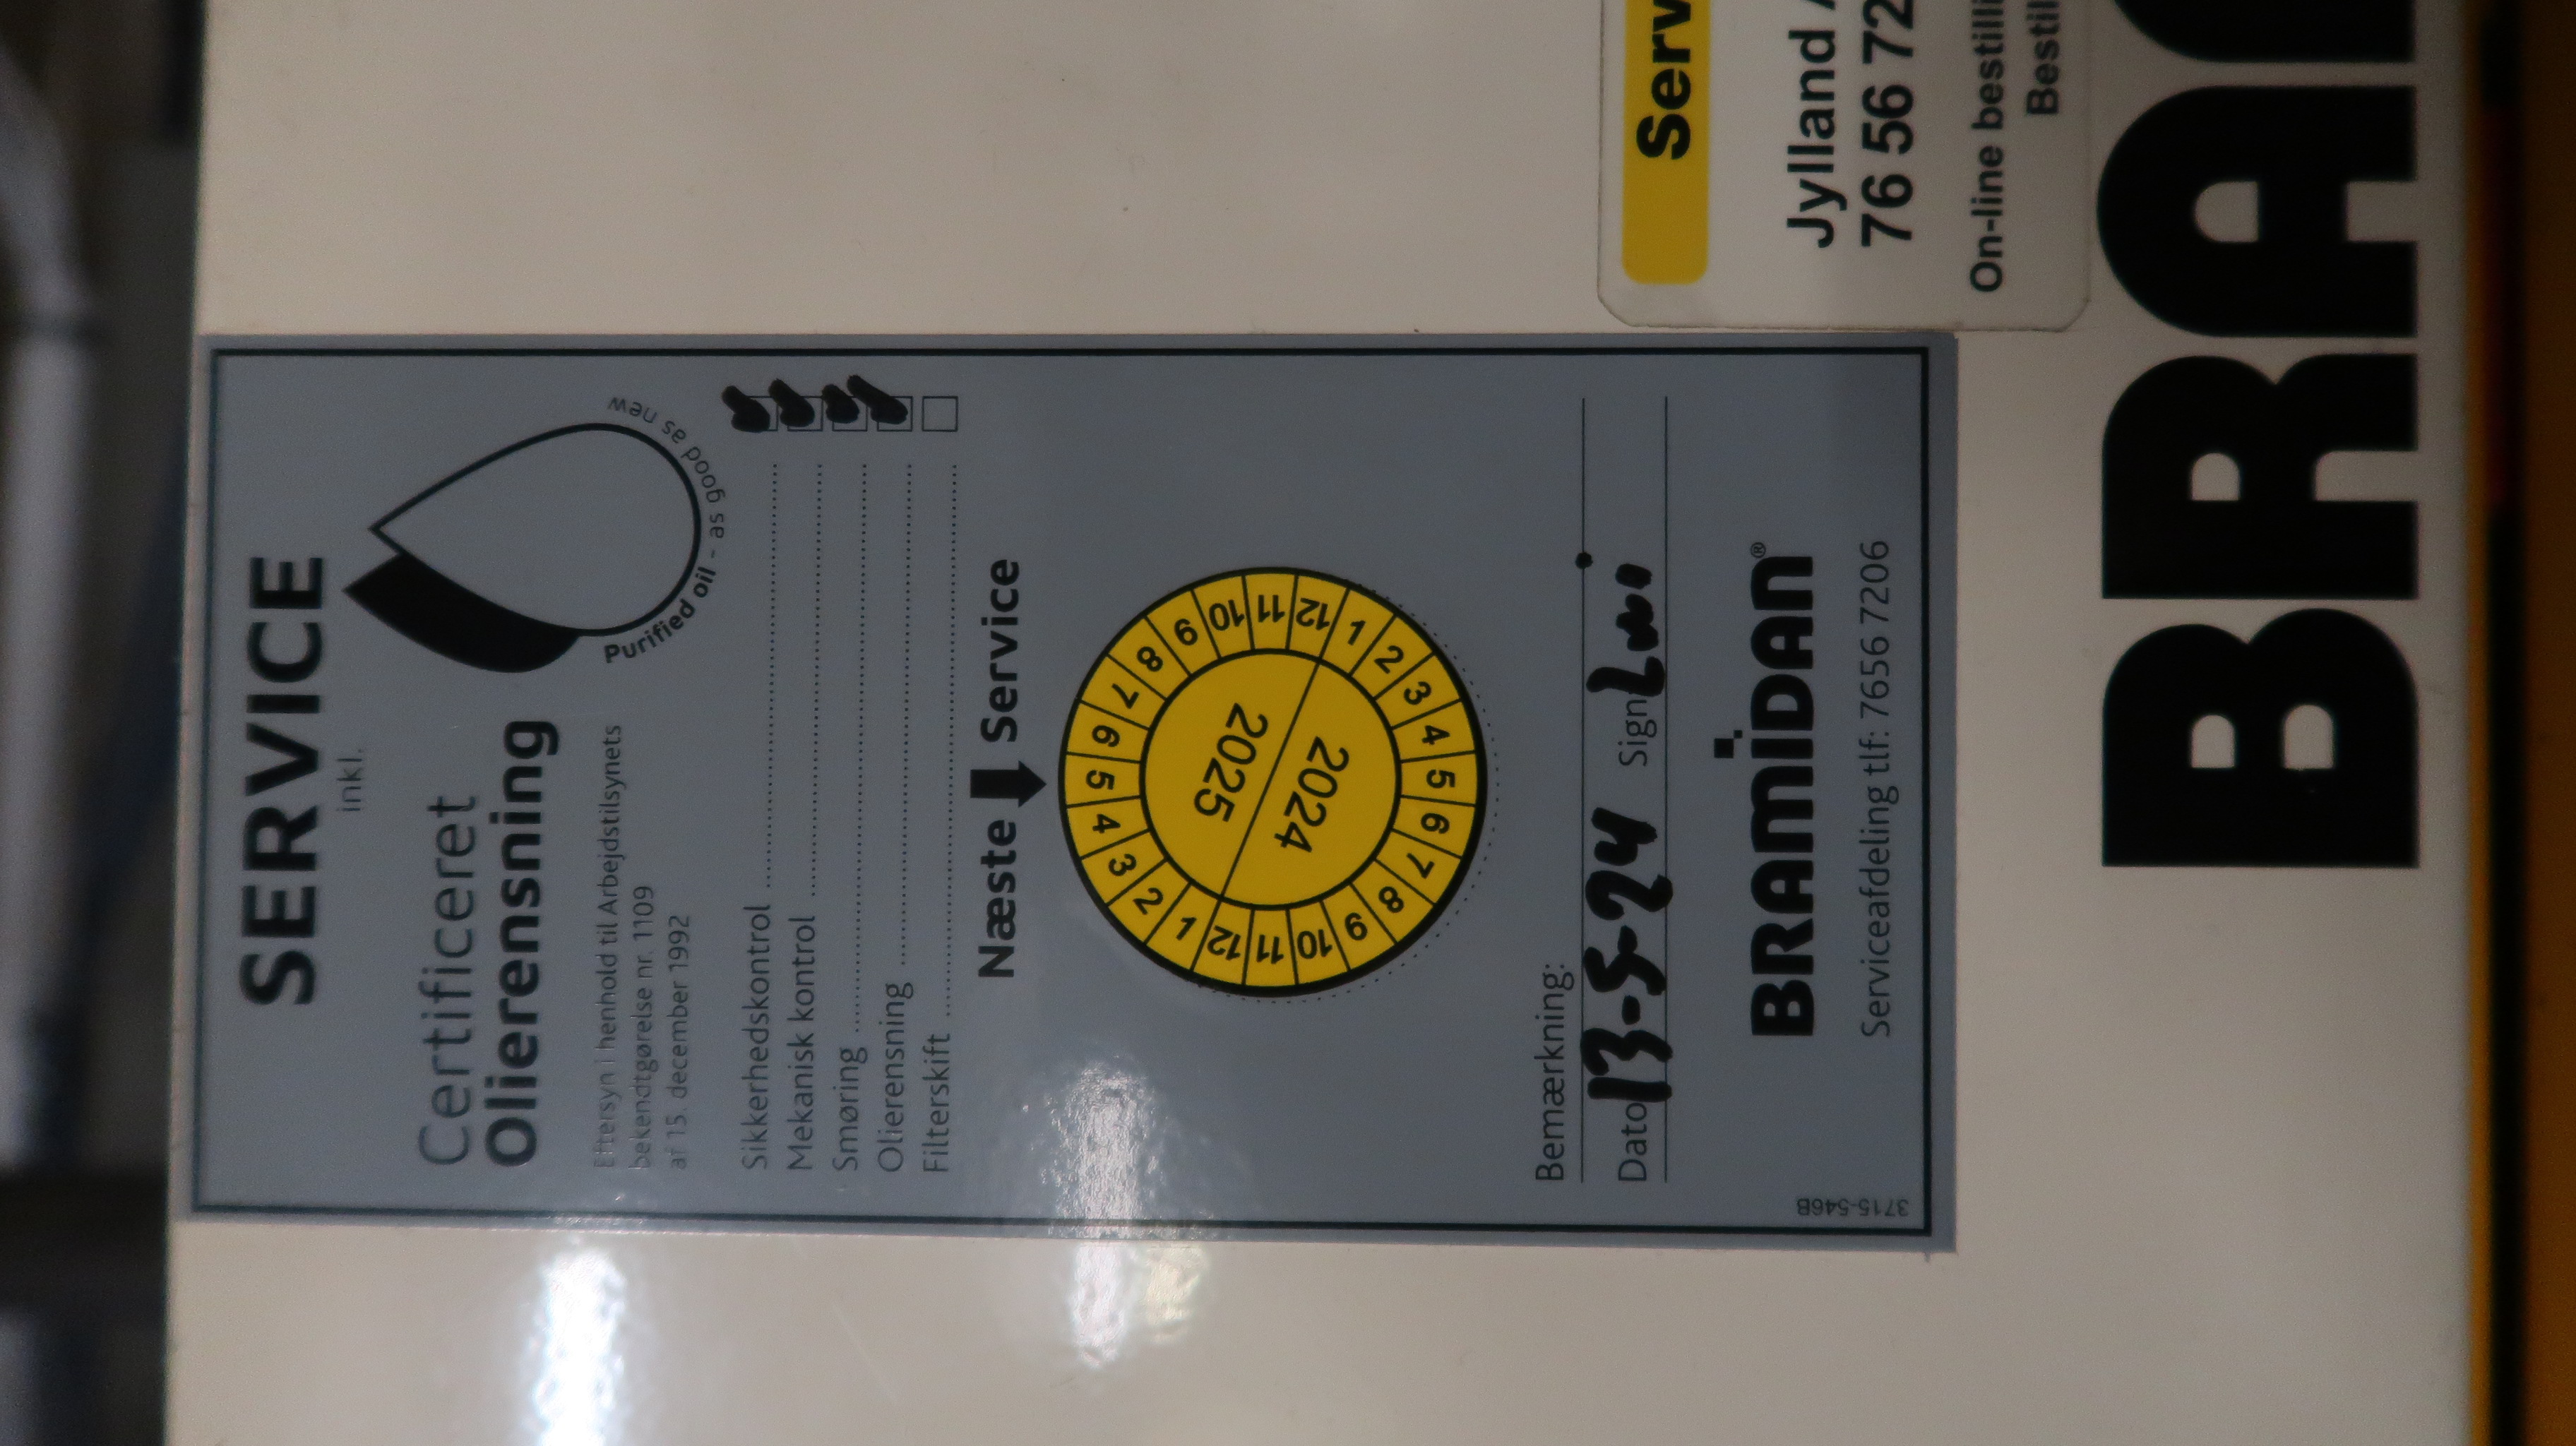 SERVICE
inkl.
Certificeret
Olierensning
Purified oil - as good as new
Eftersyn i henhold til Arbejdstilsynets
bekendtgørelse nr. 1109
af 15. december 1992
Sikkerhedskontrol
Mekanisk kontrol
Smøring
Olierensning
Filterskift
Næste Service
1 2 3 4 5 6 7 8 9 10 11 12
2025
2024
1 2 3 4 5 6 7 8 9 10 11 12
Bemærkning:
Dato 13-5-24 Sign
BRAMIDAN®
Serviceafdeling tlf: 7656 7206
3715-546B
Serv
Jylland
76 56 72
On-line bestilli
Bestil
BRA